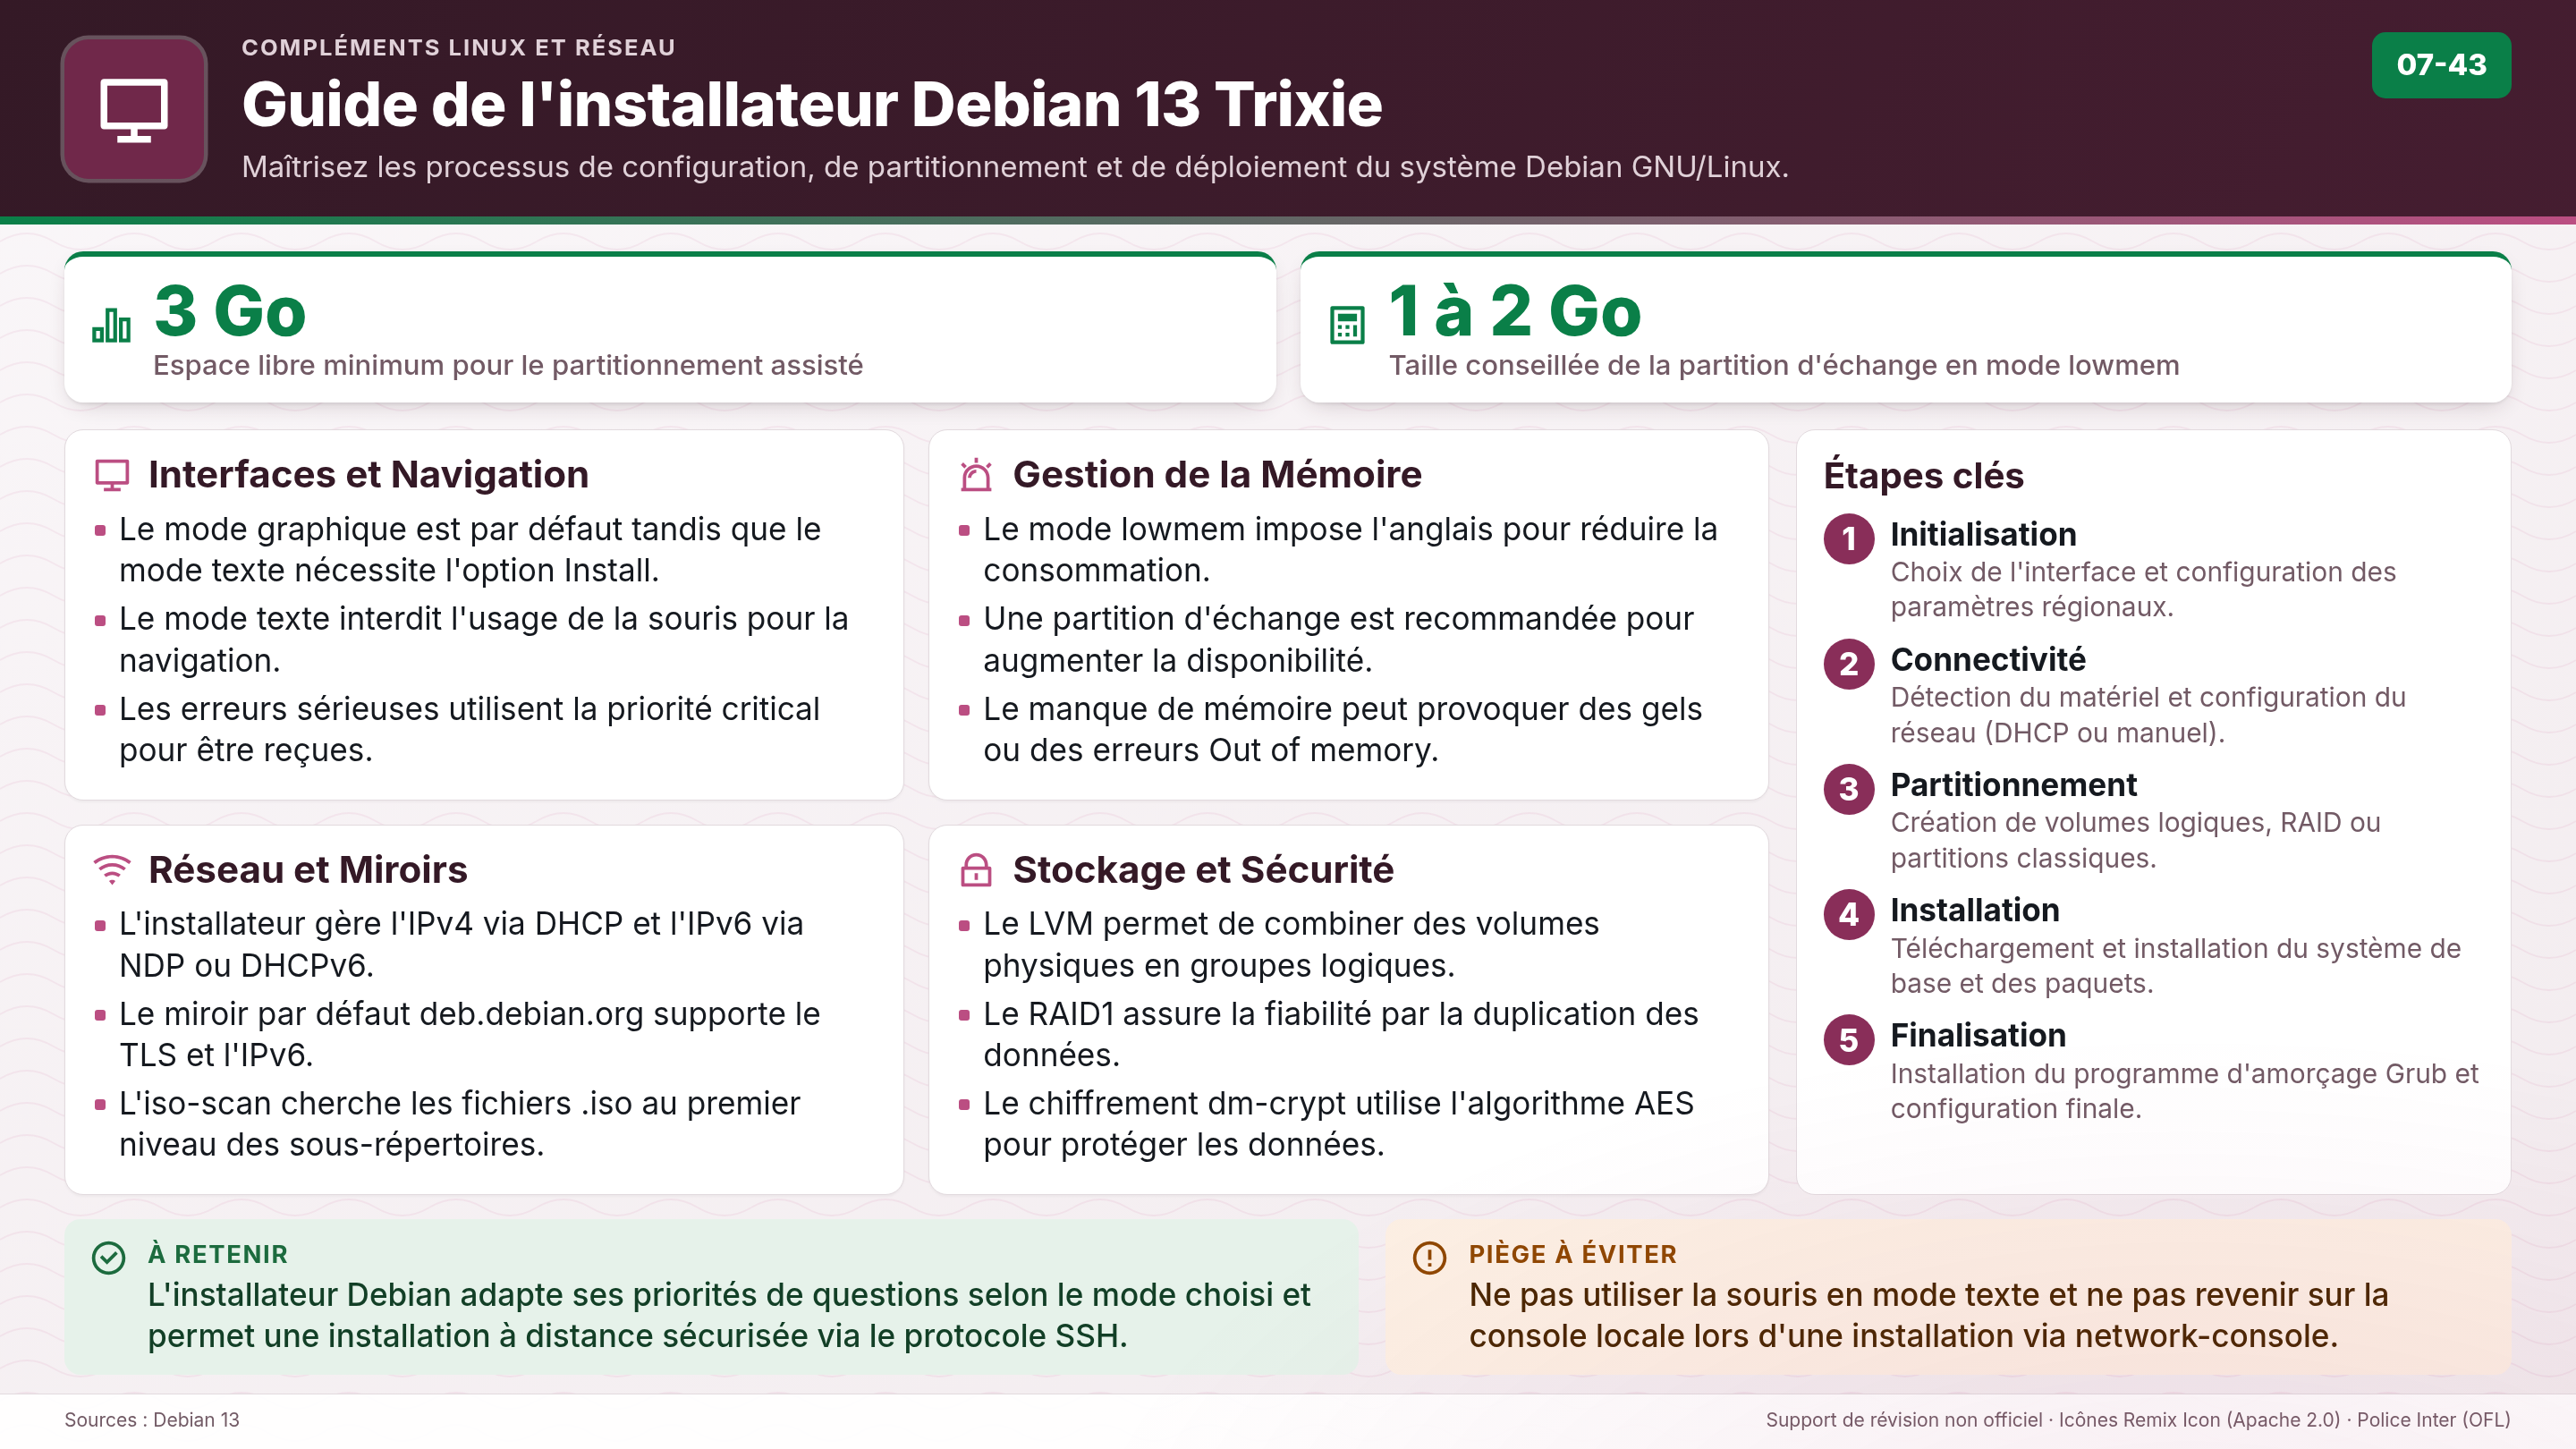 COMPLÉMENTS LINUX ET RÉSEAU
Guide de l'installateur Debian 13 Trixie
Maîtrisez les processus de configuration, de partitionnement et de déploiement du système Debian GNU/Linux.
07-43
3 Go
Espace libre minimum pour le partitionnement assisté
1 à 2 Go
Taille conseillée de la partition d'échange en mode lowmem
Interfaces et Navigation
Le mode graphique est par défaut tandis que le
mode texte nécessite l'option Install.
Le mode texte interdit l'usage de la souris pour la
navigation.
Les erreurs sérieuses utilisent la priorité critical
pour être reçues.
Gestion de la Mémoire
Le mode lowmem impose l'anglais pour réduire la
consommation.
Une partition d'échange est recommandée pour
augmenter la disponibilité.
Le manque de mémoire peut provoquer des gels
ou des erreurs Out of memory.
Réseau et Miroirs
L'installateur gère l'IPv4 via DHCP et l'IPv6 via
NDP ou DHCPv6.
Le miroir par défaut deb.debian.org supporte le
TLS et l'IPv6.
L'iso-scan cherche les fichiers .iso au premier
niveau des sous-répertoires.
Stockage et Sécurité
Le LVM permet de combiner des volumes
physiques en groupes logiques.
Le RAID1 assure la fiabilité par la duplication des
données.
Le chiffrement dm-crypt utilise l'algorithme AES
pour protéger les données.
Étapes clés
1 Initialisation
Choix de l'interface et configuration des
paramètres régionaux.
2 Connectivité
Détection du matériel et configuration du
réseau (DHCP ou manuel).
3 Partitionnement
Création de volumes logiques, RAID ou
partitions classiques.
4 Installation
Téléchargement et installation du système de
base et des paquets.
5 Finalisation
Installation du programme d'amorçage Grub et
configuration finale.
À RETENIR
L'installateur Debian adapte ses priorités de questions selon le mode choisi et
permet une installation à distance sécurisée via le protocole SSH.
PIÈGE À ÉVITER
Ne pas utiliser la souris en mode texte et ne pas revenir sur la
console locale lors d'une installation via network-console.
Sources : Debian 13
Support de révision non officiel · Icônes Remix Icon (Apache 2.0) · Police Inter (OFL)